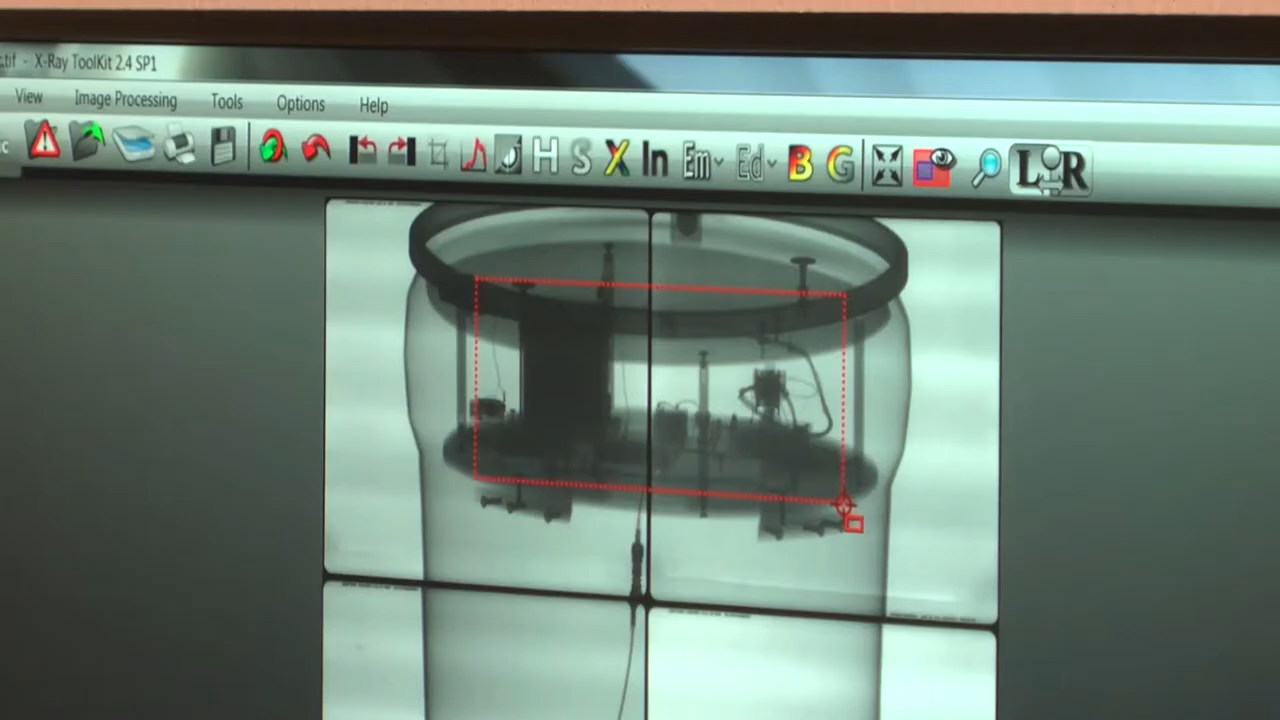 .tif - X-Ray ToolKit 2.4 SP1
View Image Processing Tools Options Help
c H S X In Em Ed B G L R